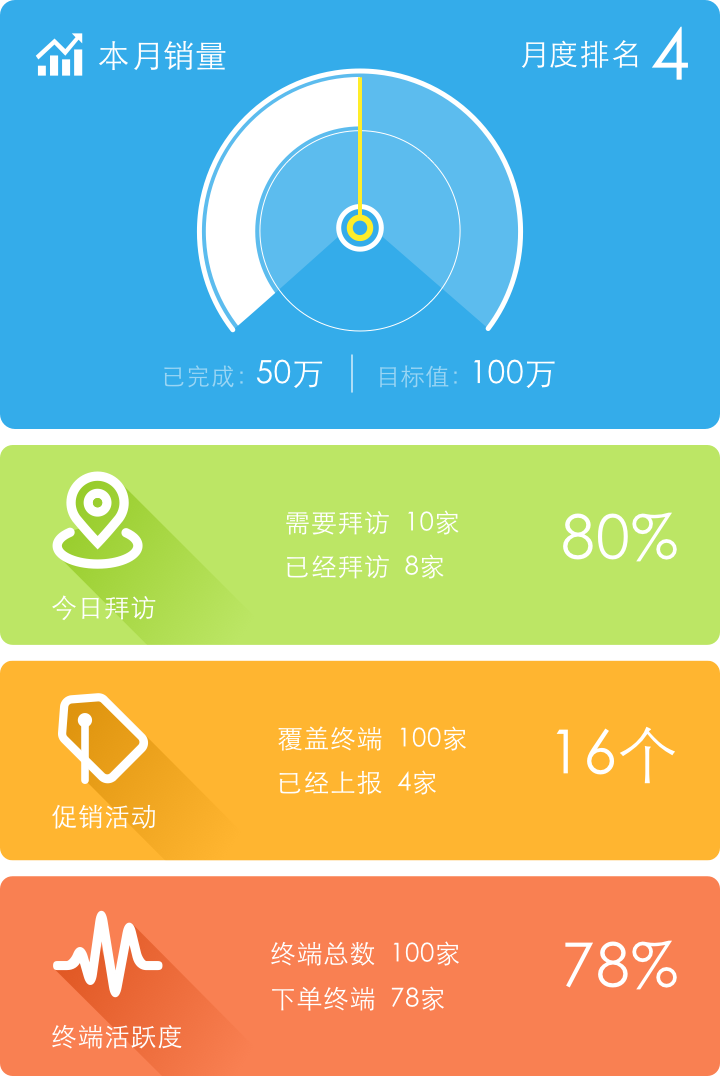 本月销量
月度排名 4
已完成：50万 目标值：100万
需要拜访 10家
已经拜访 8家
80%
今日拜访
覆盖终端 100家
已经上报 4家
16个
促销活动
终端总数 100家
下单终端 78家
78%
终端活跃度